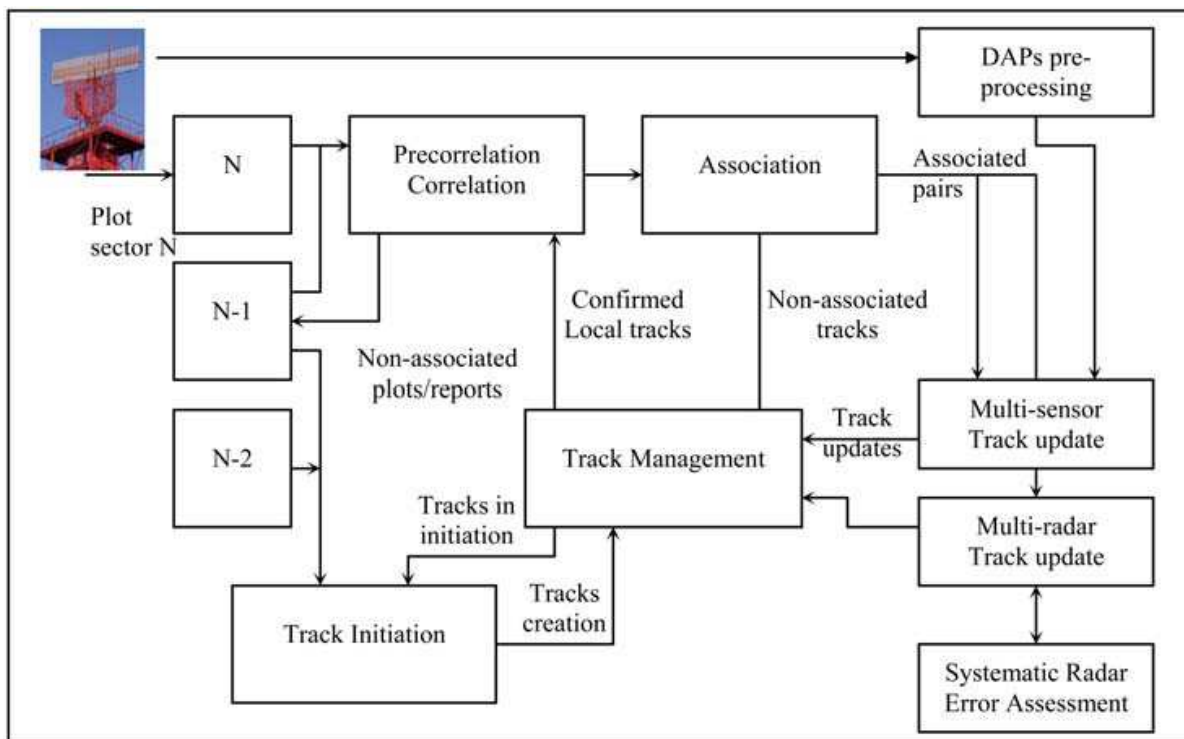 DAPs pre-
processing
N
Precorrelation
Correlation
Association
Associated
pairs
Plot
sector N
N-1
Confirmed
Local tracks
Non-associated
tracks
Non-associated
plots/reports
N-2
Track Management
Track
updates
Multi-sensor
Track update
Tracks in
initiation
Multi-radar
Track update
Track Initiation
Tracks
creation
Systematic Radar
Error Assessment